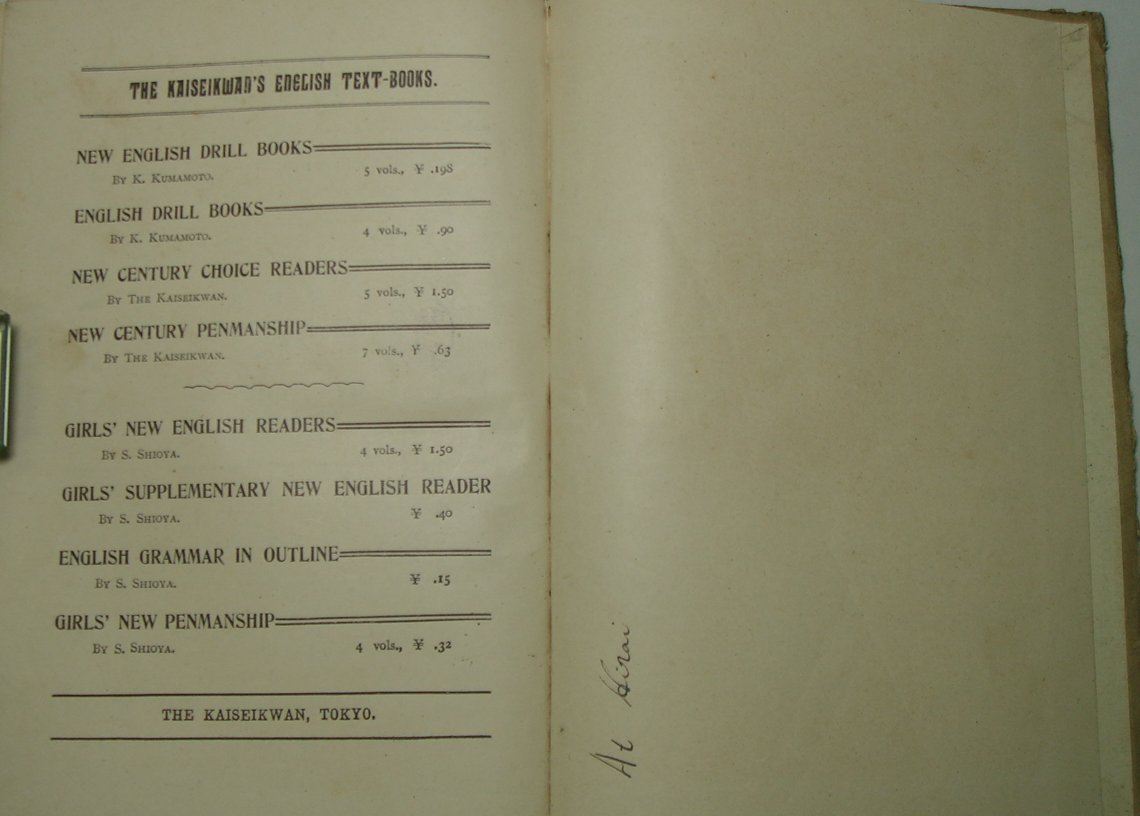 THE KAISEIKWAN'S ENGLISH TEXT-BOOKS.
NEW ENGLISH DRILL BOOKS
BY K. KUMAMOTO. 5 vols., ¥ .198
ENGLISH DRILL BOOKS
BY K. KUMAMOTO. 4 vols., ¥ .90
NEW CENTURY CHOICE READERS
BY THE KAISEIKWAN. 5 vols., ¥ 1.50
NEW CENTURY PENMANSHIP
BY THE KAISEIKWAN. 7 vols., ¥ .63
GIRLS' NEW ENGLISH READERS
BY S. SHIOYA. 4 vols., ¥ 1.50
GIRLS' SUPPLEMENTARY NEW ENGLISH READER
BY S. SHIOYA. ¥ .40
ENGLISH GRAMMAR IN OUTLINE
BY S. SHIOYA. ¥ .15
GIRLS' NEW PENMANSHIP
BY S. SHIOYA. 4 vols., ¥ .32
THE KAISEIKWAN, TOKYO.
At Hirai